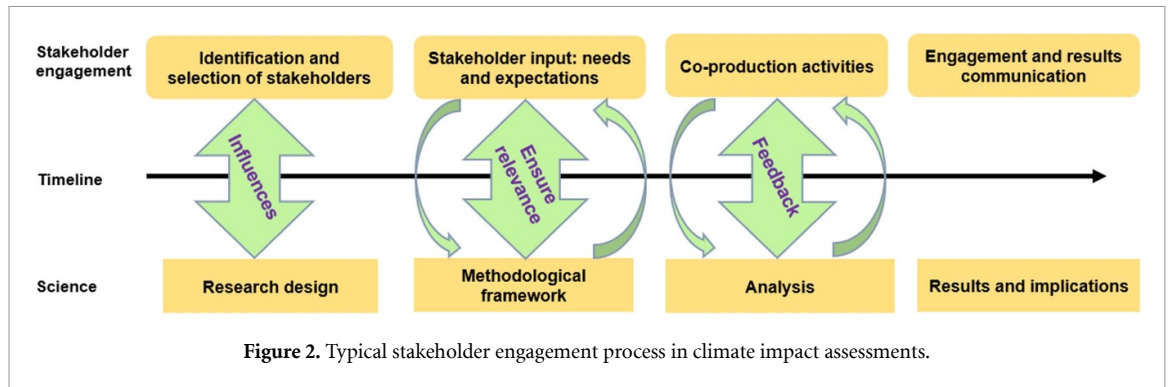 Stakeholder
engagement
Identification and
selection of stakeholders
Stakeholder input: needs
and expectations
Co-production activities
Engagement and results
communication
Influences
Ensure
relevance
Feedback
Timeline
Science
Research design
Methodological
framework
Analysis
Results and implications
Figure 2. Typical stakeholder engagement process in climate impact assessments.